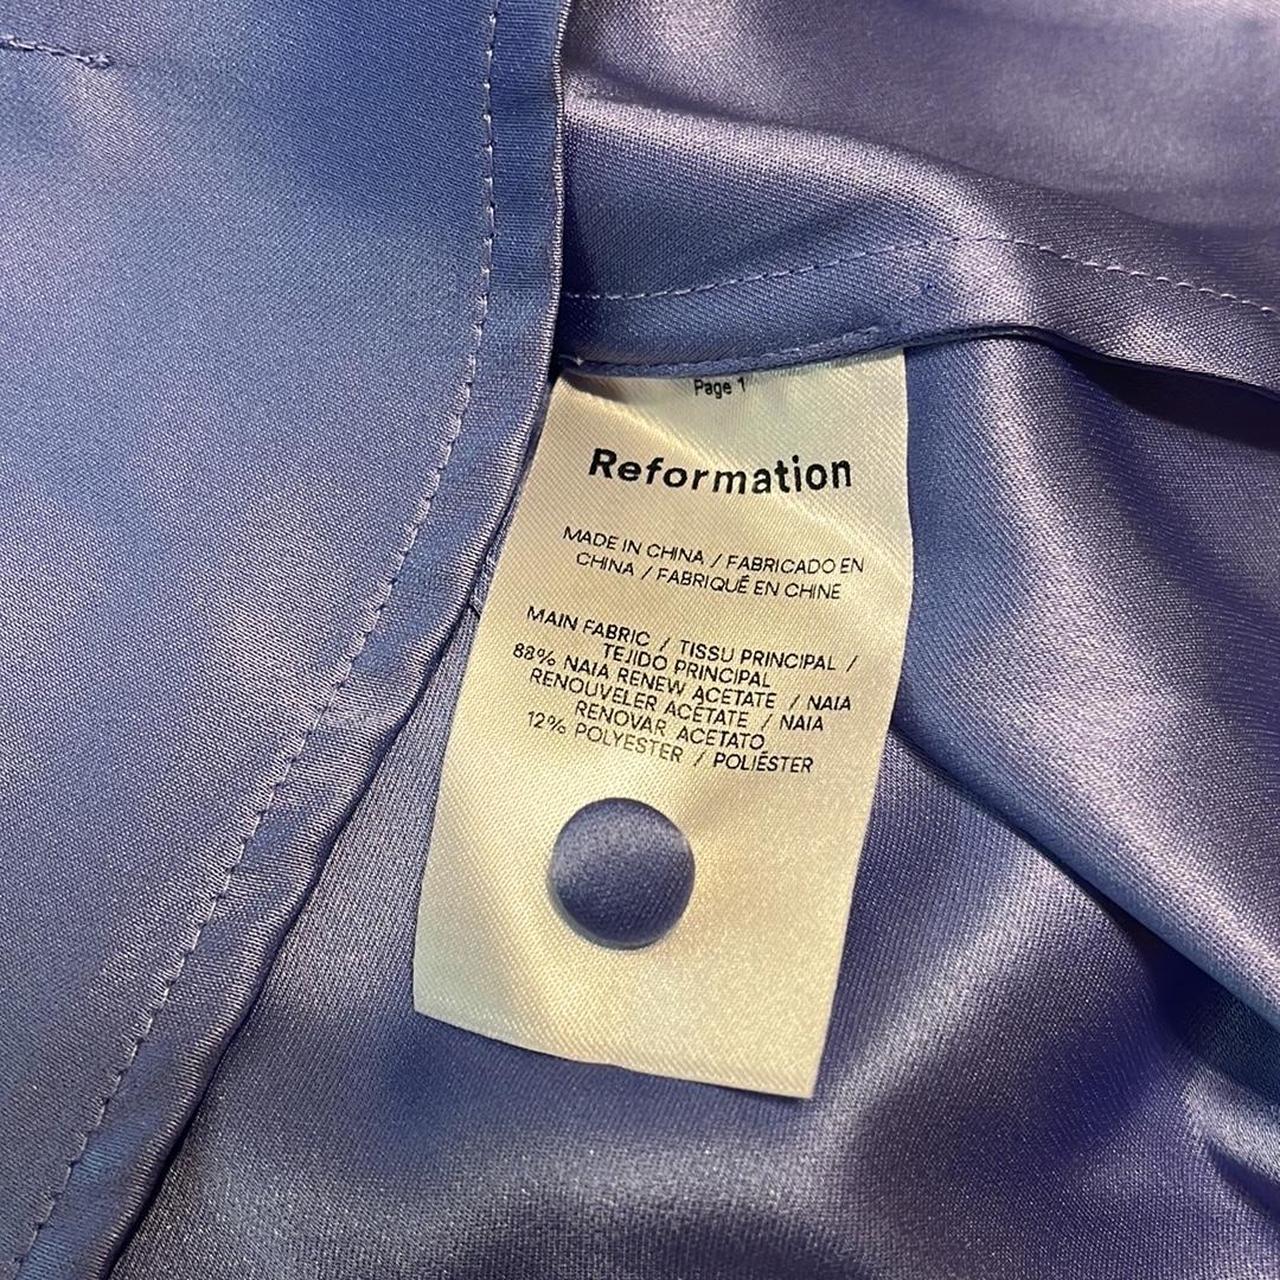 Page 1
Reformation
MADE IN CHINA / FABRICADO EN
CHINA / FABRIQUÉ EN CHINE
MAIN FABRIC / TISSU PRINCIPAL /
TEJIDO PRINCIPAL
88% NAIA RENEW ACETATE / NAIA
RENOUVELER ACÉTATE / NAIA
RENOVAR ACETATO
12% POLYESTER / POLIÉSTER